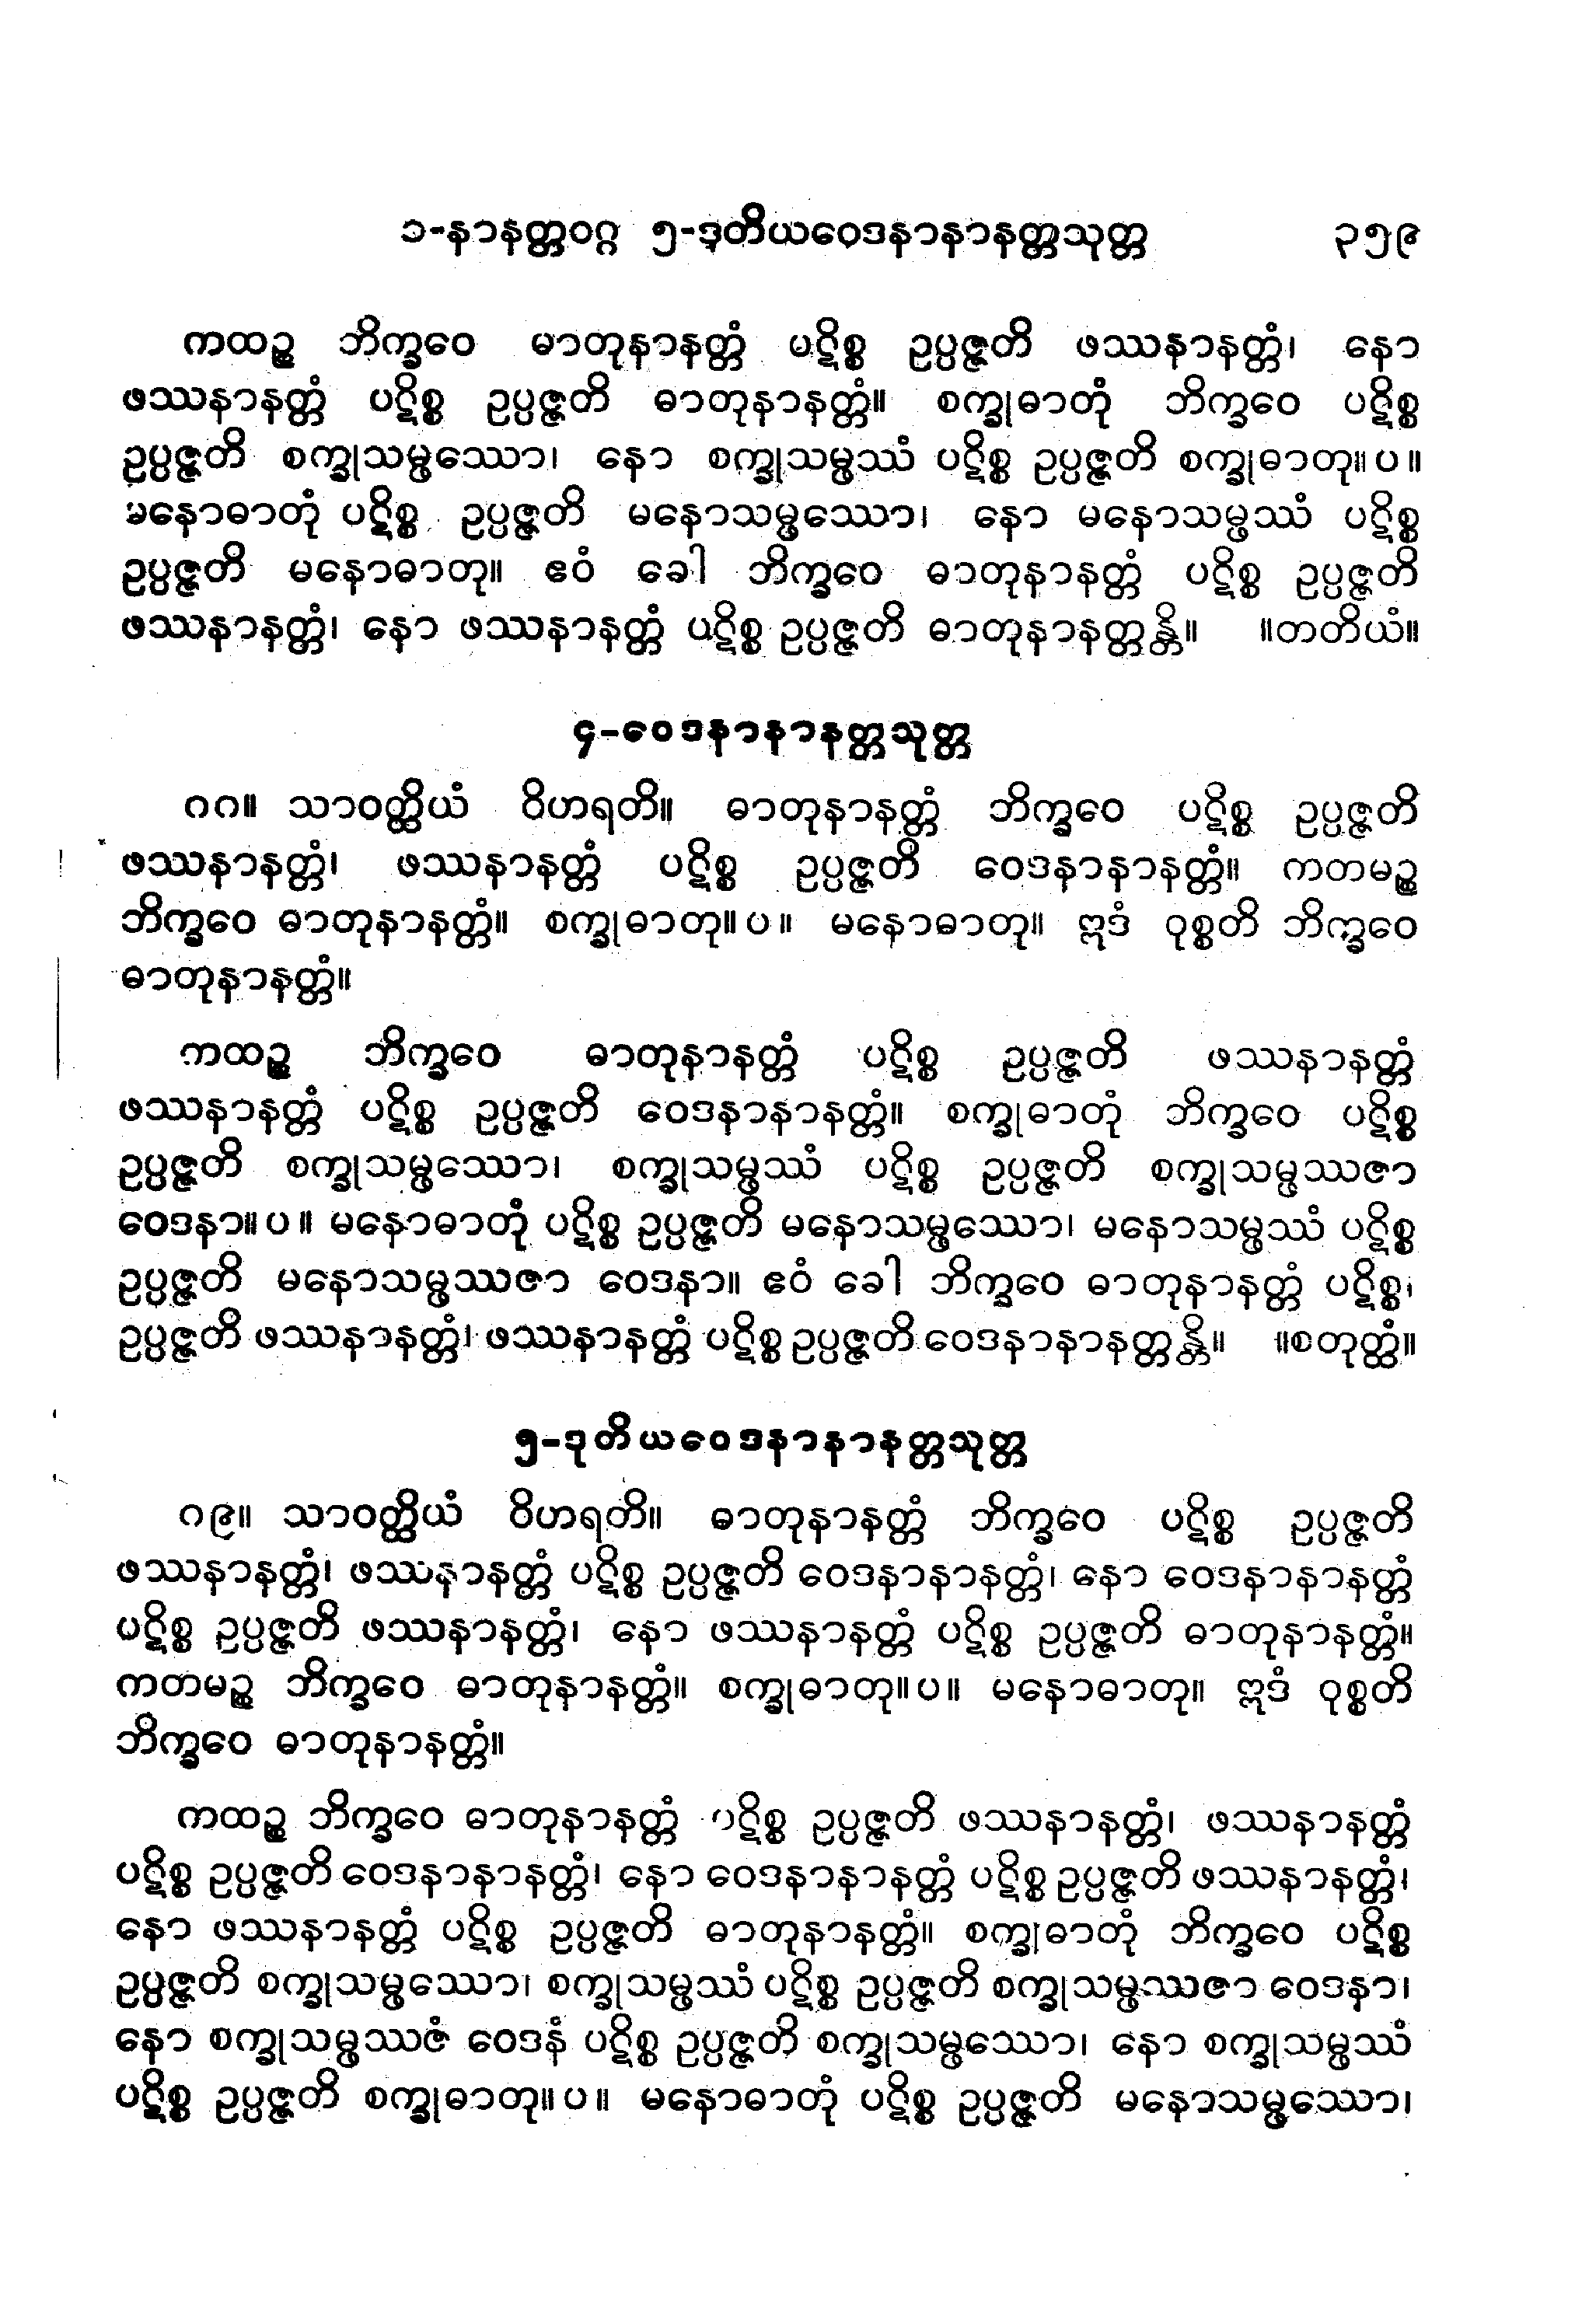 ၁-နာနတ္တဝဂ္ဂ ၅-ဒုတိယဝေဒနာနာနတ္တသုတ္တ ၃၅၉
ကထဉ္စ ဘိက္ခဝေ ဓာတုနာနတ္တံ ပဋိစ္စ ဥပ္ပဇ္ဇတိ ဖဿနာနတ္တံ၊ နော
ဖဿနာနတ္တံ ပဋိစ္စ ဥပ္ပဇ္ဇတိ ဓာတုနာနတ္တံ။ စက္ခုဓာတုံ ဘိက္ခဝေ ပဋိစ္စ
ဥပ္ပဇ္ဇတိ စက္ခုသမ္ဖဿော၊ နော စက္ခုသမ္ဖဿံ ပဋိစ္စ ဥပ္ပဇ္ဇတိ စက္ခုဓာတု။ပ။
မနောဓာတုံ ပဋိစ္စ ဥပ္ပဇ္ဇတိ မနောသမ္ဖဿော၊ နော မနောသမ္ဖဿံ ပဋိစ္စ
ဥပ္ပဇ္ဇတိ မနောဓာတု။ ဧဝံ ခေါ ဘိက္ခဝေ ဓာတုနာနတ္တံ ပဋိစ္စ ဥပ္ပဇ္ဇတိ
ဖဿနာနတ္တံ၊ နော ဖဿနာနတ္တံ ပဋိစ္စ ဥပ္ပဇ္ဇတိ ဓာတုနာနတ္တန္တိ။ ။တတိယံ။
၄-ဝေဒနာနာနတ္တသုတ္တ
၈၈။ သာဝတ္ထိယံ ဝိဟရတိ။ ဓာတုနာနတ္တံ ဘိက္ခဝေ ပဋိစ္စ ဥပ္ပဇ္ဇတိ
ဖဿနာနတ္တံ၊ ဖဿနာနတ္တံ ပဋိစ္စ ဥပ္ပဇ္ဇတိ ဝေဒနာနာနတ္တံ။ ကတမဉ္စ
ဘိက္ခဝေ ဓာတုနာနတ္တံ။ စက္ခုဓာတု။ပ။ မနောဓာတု။ ဣဒံ ဝုစ္စတိ ဘိက္ခဝေ
ဓာတုနာနတ္တံ။
ကထဉ္စ ဘိက္ခဝေ ဓာတုနာနတ္တံ ပဋိစ္စ ဥပ္ပဇ္ဇတိ ဖဿနာနတ္တံ
ဖဿနာနတ္တံ ပဋိစ္စ ဥပ္ပဇ္ဇတိ ဝေဒနာနာနတ္တံ။ စက္ခုဓာတုံ ဘိက္ခဝေ ပဋိစ္စ
ဥပ္ပဇ္ဇတိ စက္ခုသမ္ဖဿော၊ စက္ခုသမ္ဖဿံ ပဋိစ္စ ဥပ္ပဇ္ဇတိ စက္ခုသမ္ဖဿဇာ
ဝေဒနာ။ပ။ မနောဓာတုံ ပဋိစ္စ ဥပ္ပဇ္ဇတိ မနောသမ္ဖဿော၊ မနောသမ္ဖဿံ ပဋိစ္စ
ဥပ္ပဇ္ဇတိ မနောသမ္ဖဿဇာ ဝေဒနာ။ ဧဝံ ခေါ ဘိက္ခဝေ ဓာတုနာနတ္တံ ပဋိစ္စ၊
ဥပ္ပဇ္ဇတိ ဖဿနာနတ္တံ၊ ဖဿနာနတ္တံ ပဋိစ္စ ဥပ္ပဇ္ဇတိ ဝေဒနာနာနတ္တန္တိ။ ။စတုတ္ထံ။
၅-ဒုတိယဝေဒနာနာနတ္တသုတ္တ
၈၉။ သာဝတ္ထိယံ ဝိဟရတိ။ ဓာတုနာနတ္တံ ဘိက္ခဝေ ပဋိစ္စ ဥပ္ပဇ္ဇတိ
ဖဿနာနတ္တံ၊ ဖဿနာနတ္တံ ပဋိစ္စ ဥပ္ပဇ္ဇတိ ဝေဒနာနာနတ္တံ၊ နော ဝေဒနာနာနတ္တံ
ပဋိစ္စ ဥပ္ပဇ္ဇတိ ဖဿနာနတ္တံ၊ နော ဖဿနာနတ္တံ ပဋိစ္စ ဥပ္ပဇ္ဇတိ ဓာတုနာနတ္တံ။
ကတမဉ္စ ဘိက္ခဝေ ဓာတုနာနတ္တံ။ စက္ခုဓာတု။ပ။ မနောဓာတု။ ဣဒံ ဝုစ္စတိ
ဘိက္ခဝေ ဓာတုနာနတ္တံ။
ကထဉ္စ ဘိက္ခဝေ ဓာတုနာနတ္တံ ပဋိစ္စ ဥပ္ပဇ္ဇတိ ဖဿနာနတ္တံ၊ ဖဿနာနတ္တံ
ပဋိစ္စ ဥပ္ပဇ္ဇတိ ဝေဒနာနာနတ္တံ၊ နော ဝေဒနာနာနတ္တံ ပဋိစ္စ ဥပ္ပဇ္ဇတိ ဖဿနာနတ္တံ၊
နော ဖဿနာနတ္တံ ပဋိစ္စ ဥပ္ပဇ္ဇတိ ဓာတုနာနတ္တံ။ စက္ခုဓာတုံ ဘိက္ခဝေ ပဋိစ္စ
ဥပ္ပဇ္ဇတိ စက္ခုသမ္ဖဿော၊ စက္ခုသမ္ဖဿံ ပဋိစ္စ ဥပ္ပဇ္ဇတိ စက္ခုသမ္ဖဿဇာ ဝေဒနာ၊
နော စက္ခုသမ္ဖဿဇံ ဝေဒနံ ပဋိစ္စ ဥပ္ပဇ္ဇတိ စက္ခုသမ္ဖဿော၊ နော စက္ခုသမ္ဖဿံ
ပဋိစ္စ ဥပ္ပဇ္ဇတိ စက္ခုဓာတု။ပ။ မနောဓာတုံ ပဋိစ္စ ဥပ္ပဇ္ဇတိ မနောသမ္ဖဿော၊